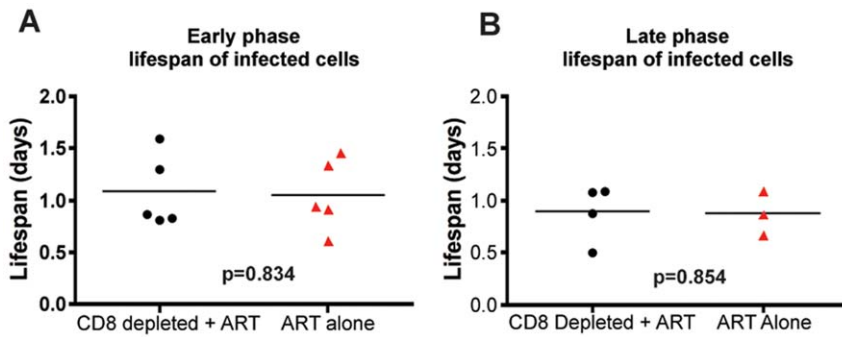 A
Early phase
lifespan of infected cells
Lifespan (days)
2.0
1.5
1.0
0.5
0.0
p=0.834
CD8 depleted + ART
ART alone
B
Late phase
lifespan of infected cells
Lifespan (days)
2.0
1.5
1.0
0.5
0.0
p=0.854
CD8 Depleted + ART
ART Alone